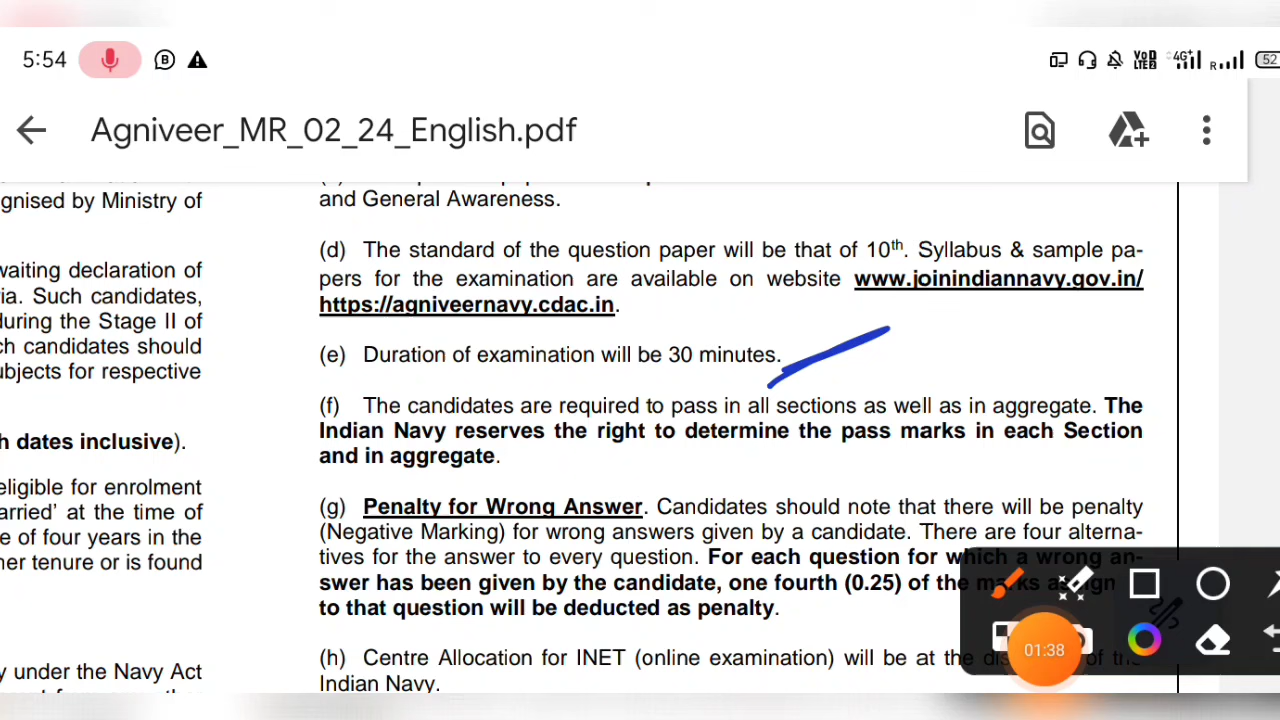 5:54
B
VoD 4G+
LTE2 R 52
Agniveer_MR_02_24_English.pdf
gnised by Ministry of
waiting declaration of
ia. Such candidates,
during the Stage II of
ch candidates should
ubjects for respective
h dates inclusive).
eligible for enrolment
arried' at the time of
e of four years in the
her tenure or is found
y under the Navy Act
and General Awareness.
(d) The standard of the question paper will be that of 10th. Syllabus & sample pa-
pers for the examination are available on website www.joinindiannavy.gov.in/
https://agniveernavy.cdac.in.
(e) Duration of examination will be 30 minutes.
(f) The candidates are required to pass in all sections as well as in aggregate. The
Indian Navy reserves the right to determine the pass marks in each Section
and in aggregate.
(g) Penalty for Wrong Answer. Candidates should note that there will be penalty
(Negative Marking) for wrong answers given by a candidate. There are four alterna-
tives for the answer to every question. For each question for which a wrong an-
swer has been given by the candidate, one fourth (0.25) of the
to that question will be deducted as penalty.
(h) Centre Allocation for INET (online examination) will be at the of the
Indian Navy.
01:38